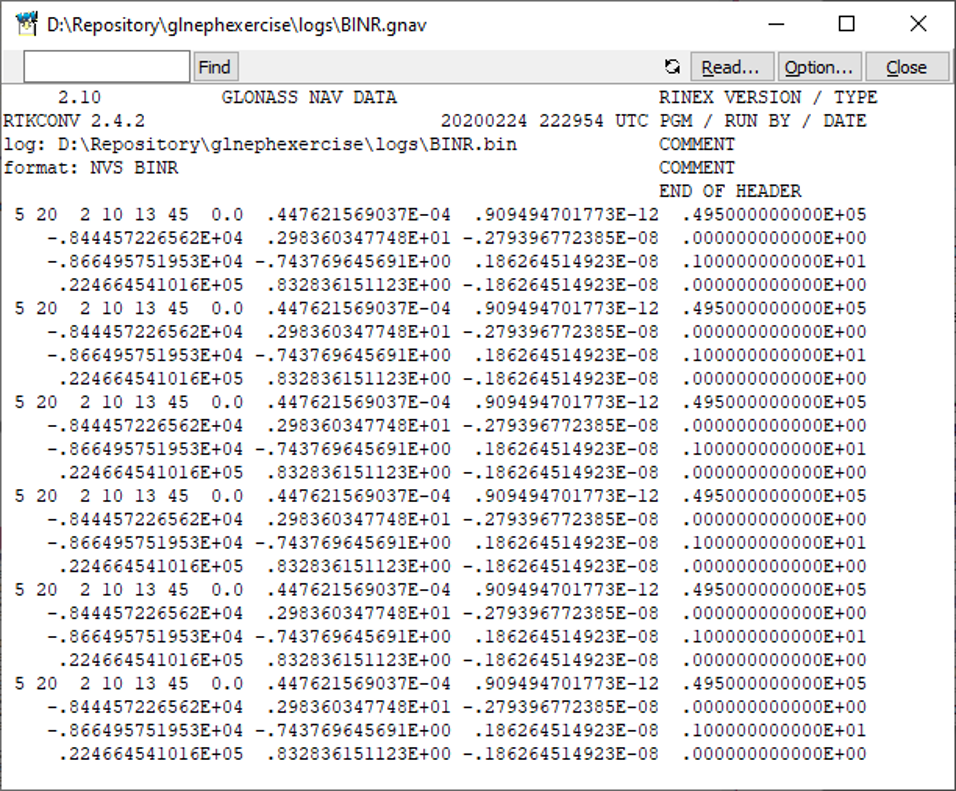 D:\Repository\glnephexercise\logs\BINR.gnav
Find Read... Option... Close
2.10 GLONASS NAV DATA RINEX VERSION / TYPE
RTKCONV 2.4.2 20200224 222954 UTC PGM / RUN BY / DATE
log: D:\Repository\glnephexercise\logs\BINR.bin COMMENT
format: NVS BINR COMMENT
END OF HEADER
5 20 2 10 13 45 0.0 .447621569037E-04 .909494701773E-12 .495000000000E+05
-.844457226562E+04 .298360347748E+01 -.279396772385E-08 .000000000000E+00
-.866495751953E+04 -.743769645691E+00 .186264514923E-08 .100000000000E+01
.224664541016E+05 .832836151123E+00 -.186264514923E-08 .000000000000E+00
5 20 2 10 13 45 0.0 .447621569037E-04 .909494701773E-12 .495000000000E+05
-.844457226562E+04 .298360347748E+01 -.279396772385E-08 .000000000000E+00
-.866495751953E+04 -.743769645691E+00 .186264514923E-08 .100000000000E+01
.224664541016E+05 .832836151123E+00 -.186264514923E-08 .000000000000E+00
5 20 2 10 13 45 0.0 .447621569037E-04 .909494701773E-12 .495000000000E+05
-.844457226562E+04 .298360347748E+01 -.279396772385E-08 .000000000000E+00
-.866495751953E+04 -.743769645691E+00 .186264514923E-08 .100000000000E+01
.224664541016E+05 .832836151123E+00 -.186264514923E-08 .000000000000E+00
5 20 2 10 13 45 0.0 .447621569037E-04 .909494701773E-12 .495000000000E+05
-.844457226562E+04 .298360347748E+01 -.279396772385E-08 .000000000000E+00
-.866495751953E+04 -.743769645691E+00 .186264514923E-08 .100000000000E+01
.224664541016E+05 .832836151123E+00 -.186264514923E-08 .000000000000E+00
5 20 2 10 13 45 0.0 .447621569037E-04 .909494701773E-12 .495000000000E+05
-.844457226562E+04 .298360347748E+01 -.279396772385E-08 .000000000000E+00
-.866495751953E+04 -.743769645691E+00 .186264514923E-08 .100000000000E+01
.224664541016E+05 .832836151123E+00 -.186264514923E-08 .000000000000E+00
5 20 2 10 13 45 0.0 .447621569037E-04 .909494701773E-12 .495000000000E+05
-.844457226562E+04 .298360347748E+01 -.279396772385E-08 .000000000000E+00
-.866495751953E+04 -.743769645691E+00 .186264514923E-08 .100000000000E+01
.224664541016E+05 .832836151123E+00 -.186264514923E-08 .000000000000E+00